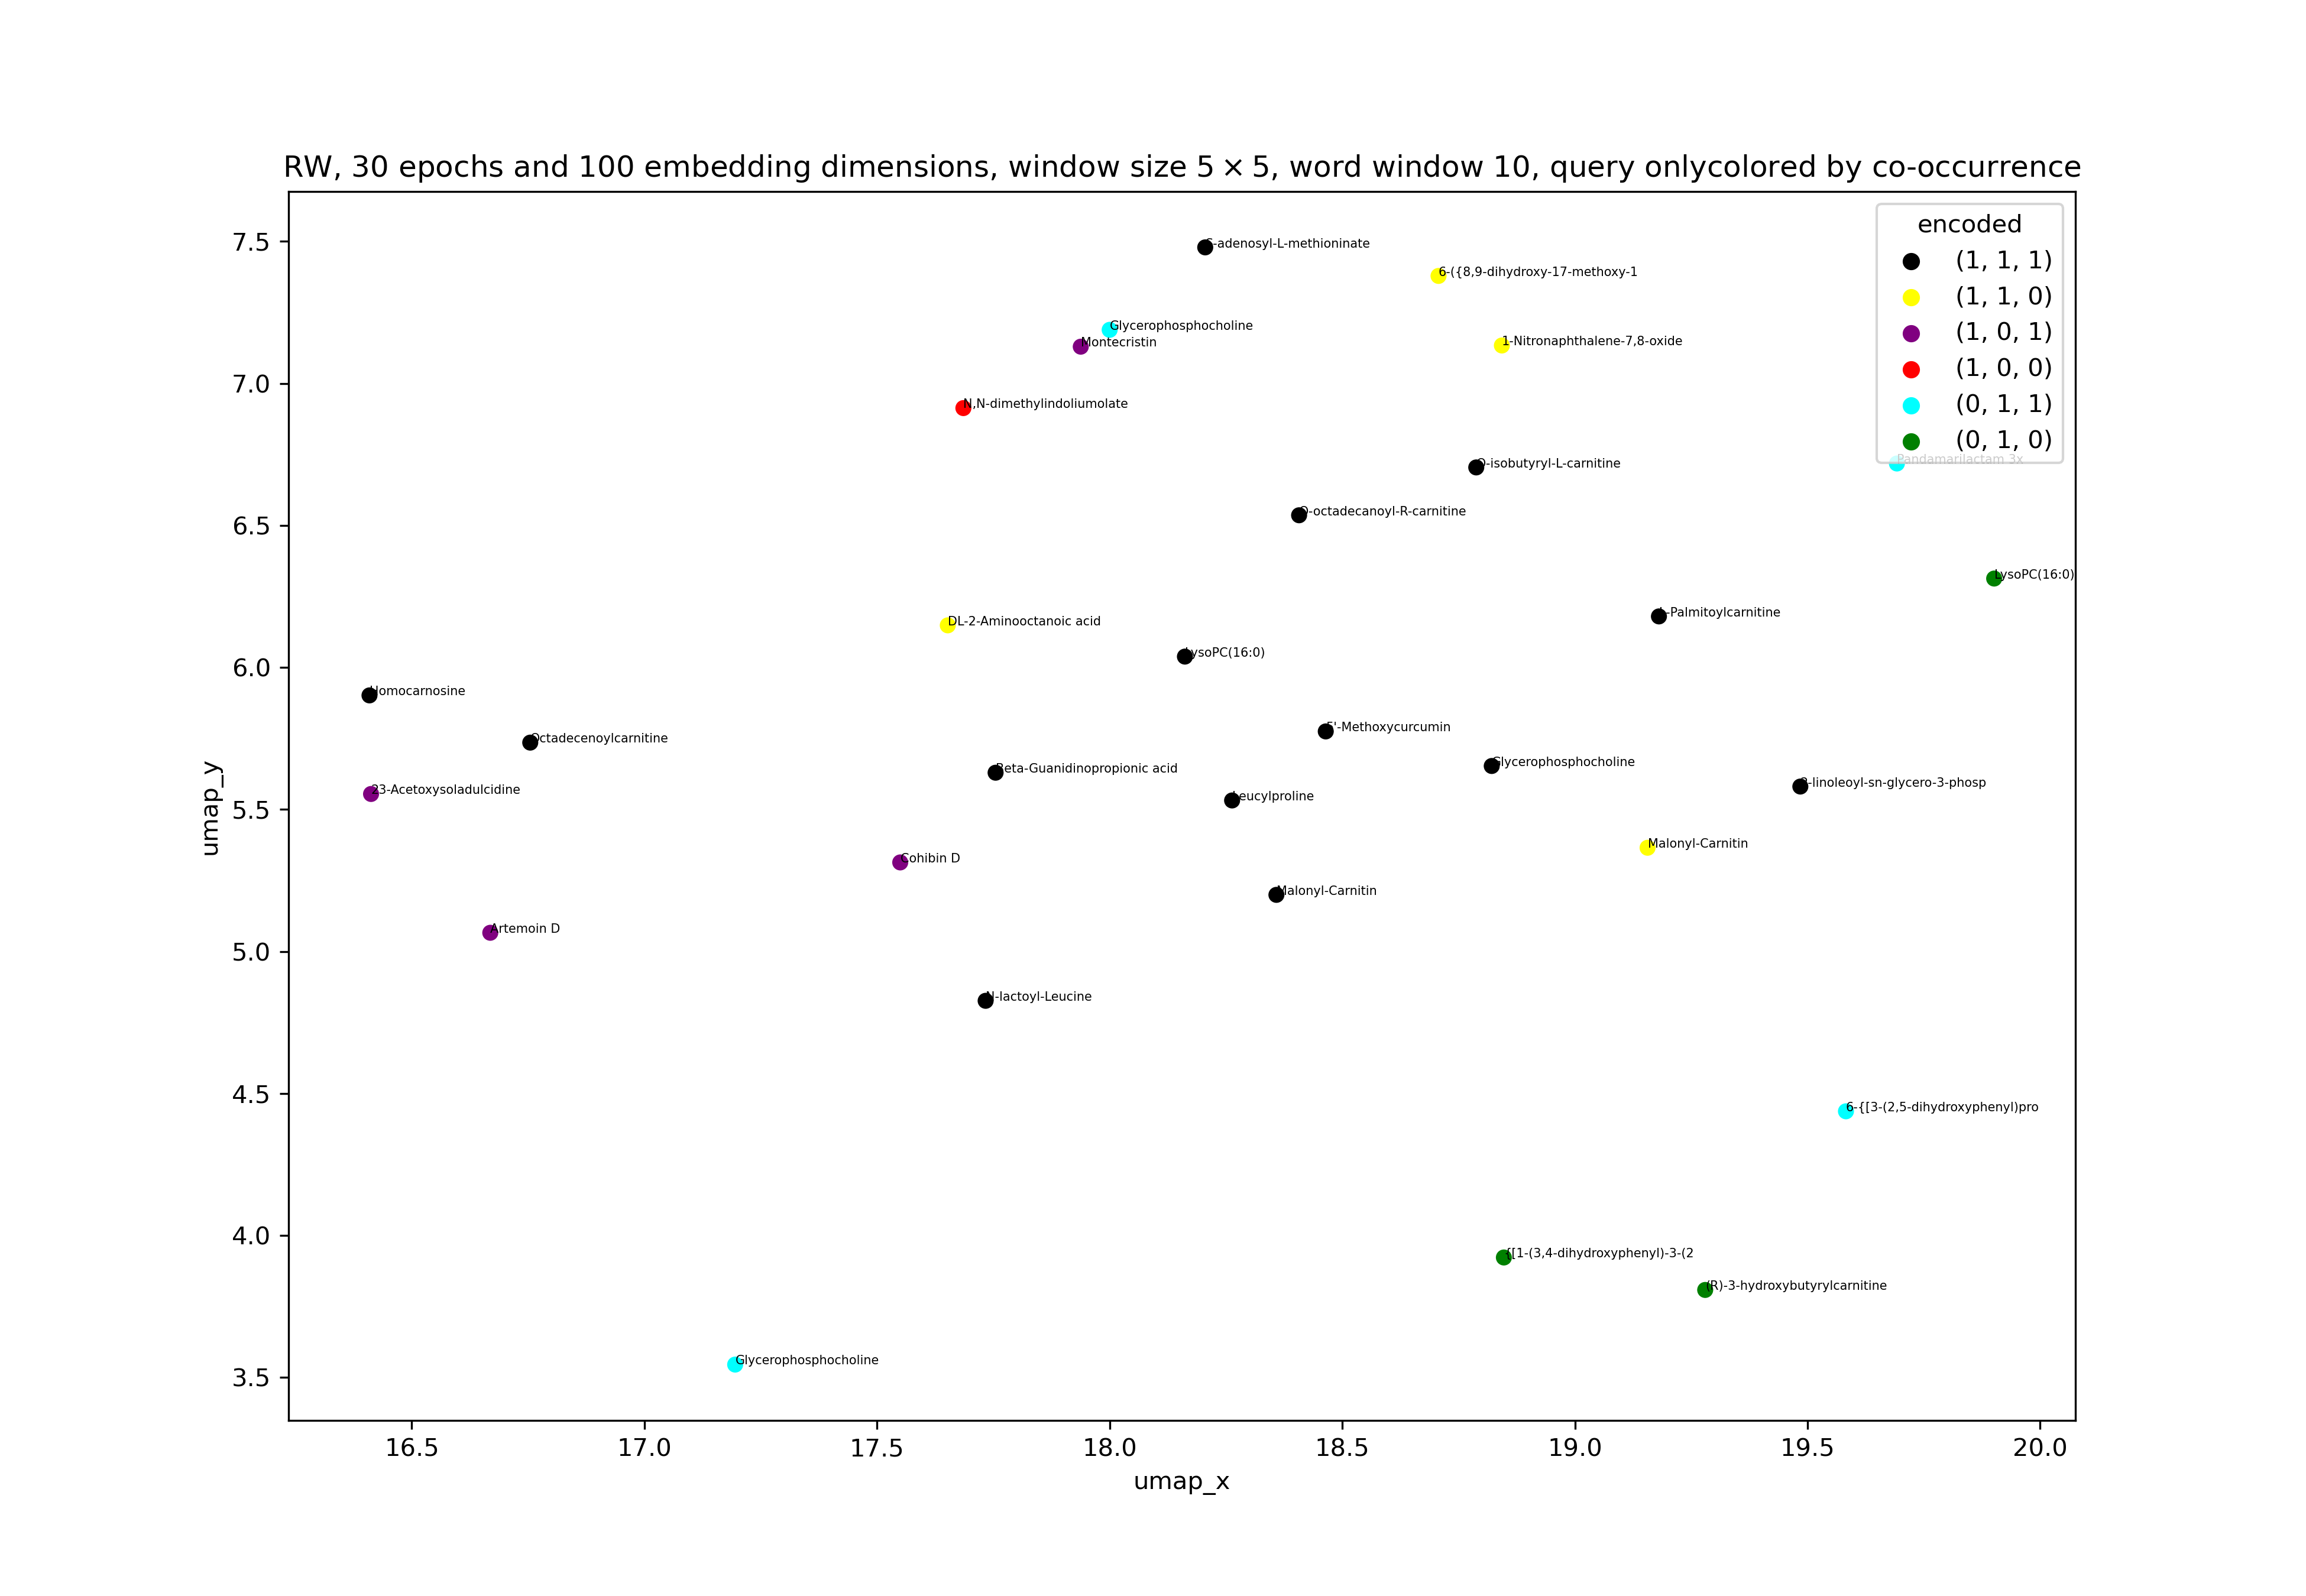 RW, 30 epochs and 100 embedding dimensions, window size 5 × 5, word window 10, query onlycolored by co-occurrence
encoded
(1, 1, 1)
(1, 1, 0)
(1, 0, 1)
(1, 0, 0)
(0, 1, 1)
(0, 1, 0)
S-adenosyl-L-methioninate
6-({8,9-dihydroxy-17-methoxy-1
Glycerophosphocholine
Montecristin
1-Nitronaphthalene-7,8-oxide
N,N-dimethylindoliumolate
O-isobutyryl-L-carnitine
Pandamarilactam 3x
O-octadecanoyl-R-carnitine
LysoPC(16:0)
L-Palmitoylcarnitine
DL-2-Aminooctanoic acid
LysoPC(16:0)
Homocarnosine
Octadecenoylcarnitine
5'-Methoxycurcumin
Beta-Guanidinopropionic acid
Glycerophosphocholine
23-Acetoxysoladulcidine
Leucylproline
2-linoleoyl-sn-glycero-3-phosp
Cohibin D
Malonyl-Carnitin
Malonyl-Carnitin
Artemoin D
N-lactoyl-Leucine
6-{[3-(2,5-dihydroxyphenyl)pro
{[1-(3,4-dihydroxyphenyl)-3-(2
(R)-3-hydroxybutyrylcarnitine
Glycerophosphocholine
7.5
7.0
6.5
6.0
5.5
5.0
4.5
4.0
3.5
umap_y
16.5
17.0
17.5
18.0
18.5
19.0
19.5
20.0
umap_x